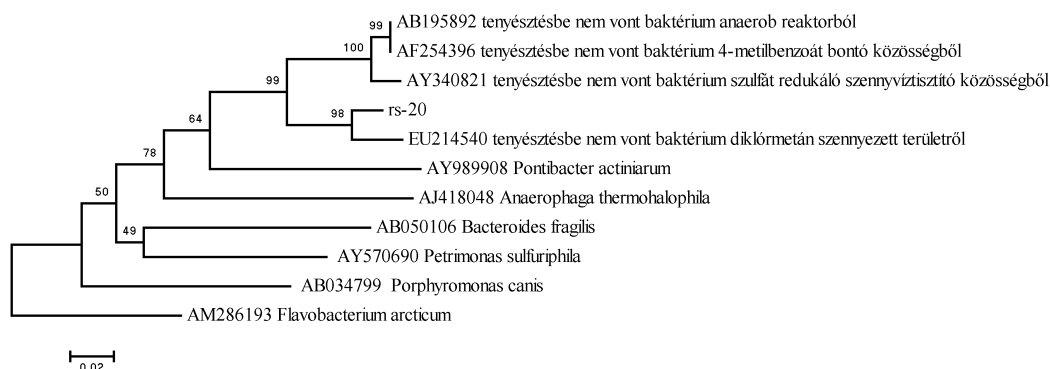 99
AB195892 tenyésztésbe nem vont baktérium anaerob reaktorból
100
AF254396 tenyésztésbe nem vont baktérium 4-metilbenzoát bontó közösségből
99
AY340821 tenyésztésbe nem vont baktérium szulfát redukáló szennyvíztisztító közösségből
98
rs-20
64
EU214540 tenyésztésbe nem vont baktérium diklórmetán szennyezett területről
78
AY989908 Pontibacter actiniarum
50
AJ418048 Anaerophaga thermohalophila
49
AB050106 Bacteroides fragilis
AY570690 Petrimonas sulfuriphila
AB034799 Porphyromonas canis
AM286193 Flavobacterium arcticum
0.02